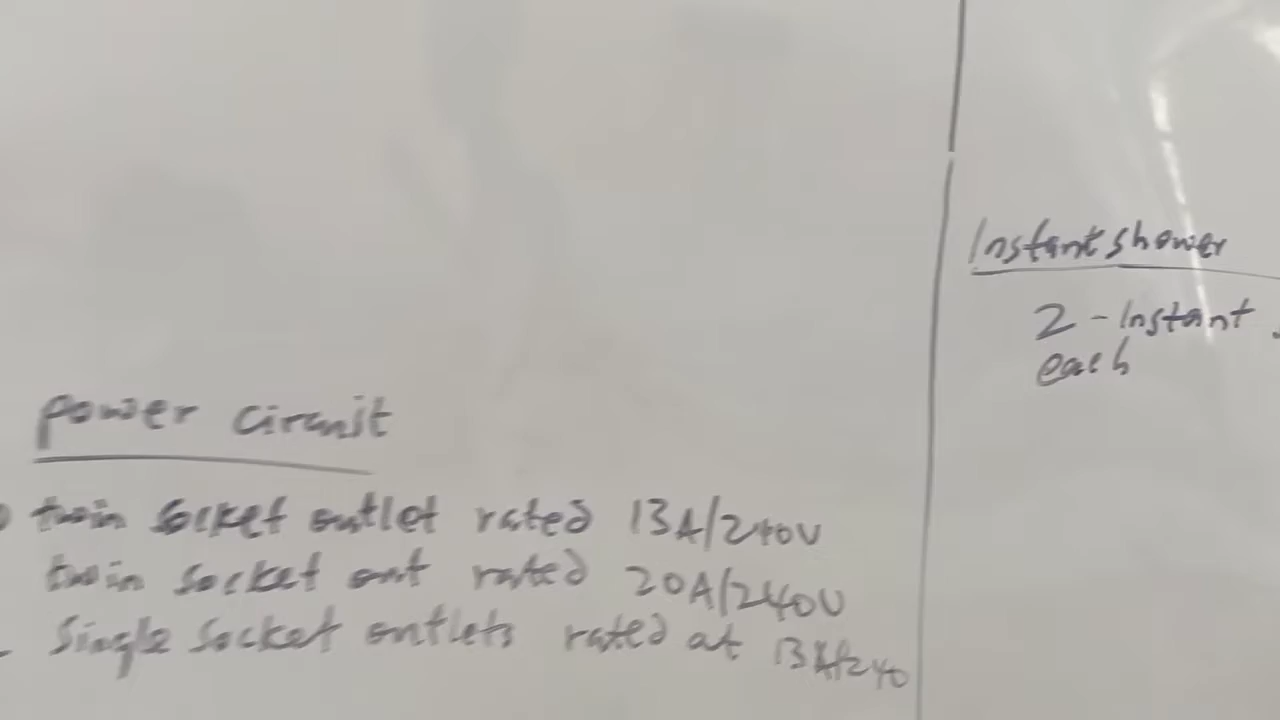 Instant shower
2 - Instant
each
power circuit
twin socket outlet rated 13A/240V
twin socket out rated 20A/240V
Single socket outlets rated at 13A/240